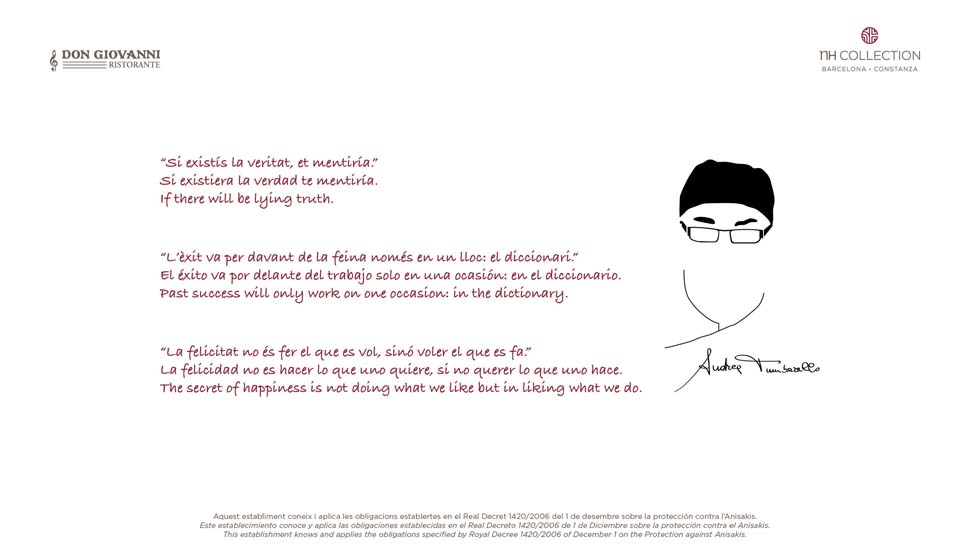 DON GIOVANNI
RISTORANTE
NH COLLECTION
BARCELONA - CONSTANZA
“Si existís la veritat, et mentiría.”
Si existiera la verdad te mentiría.
If there will be lying truth.
“L’èxit va per davant de la feina només en un lloc: el diccionari.”
El éxito va por delante del trabajo solo en una ocasión: en el diccionario.
Past success will only work on one occasion: in the dictionary.
“La felicitat no és fer el que es vol, sinó voler el que es fa.”
La felicidad no es hacer lo que uno quiere, si no querer lo que uno hace.
The secret of happiness is not doing what we like but in liking what we do.
Andrea Tumbarello
Aquest establiment coneix i aplica les obligacions establertes en el Real Decret 1420/2006 del 1 de desembre sobre la protección contra l’Anisakis.
Este establecimiento conoce y aplica las obligaciones establecidas en el Real Decreto 1420/2006 de 1 de Diciembre sobre la protección contra el Anisakis.
This establishment knows and applies the obligations specified by Royal Decree 1420/2006 of December 1 on the Protection against Anisakis.